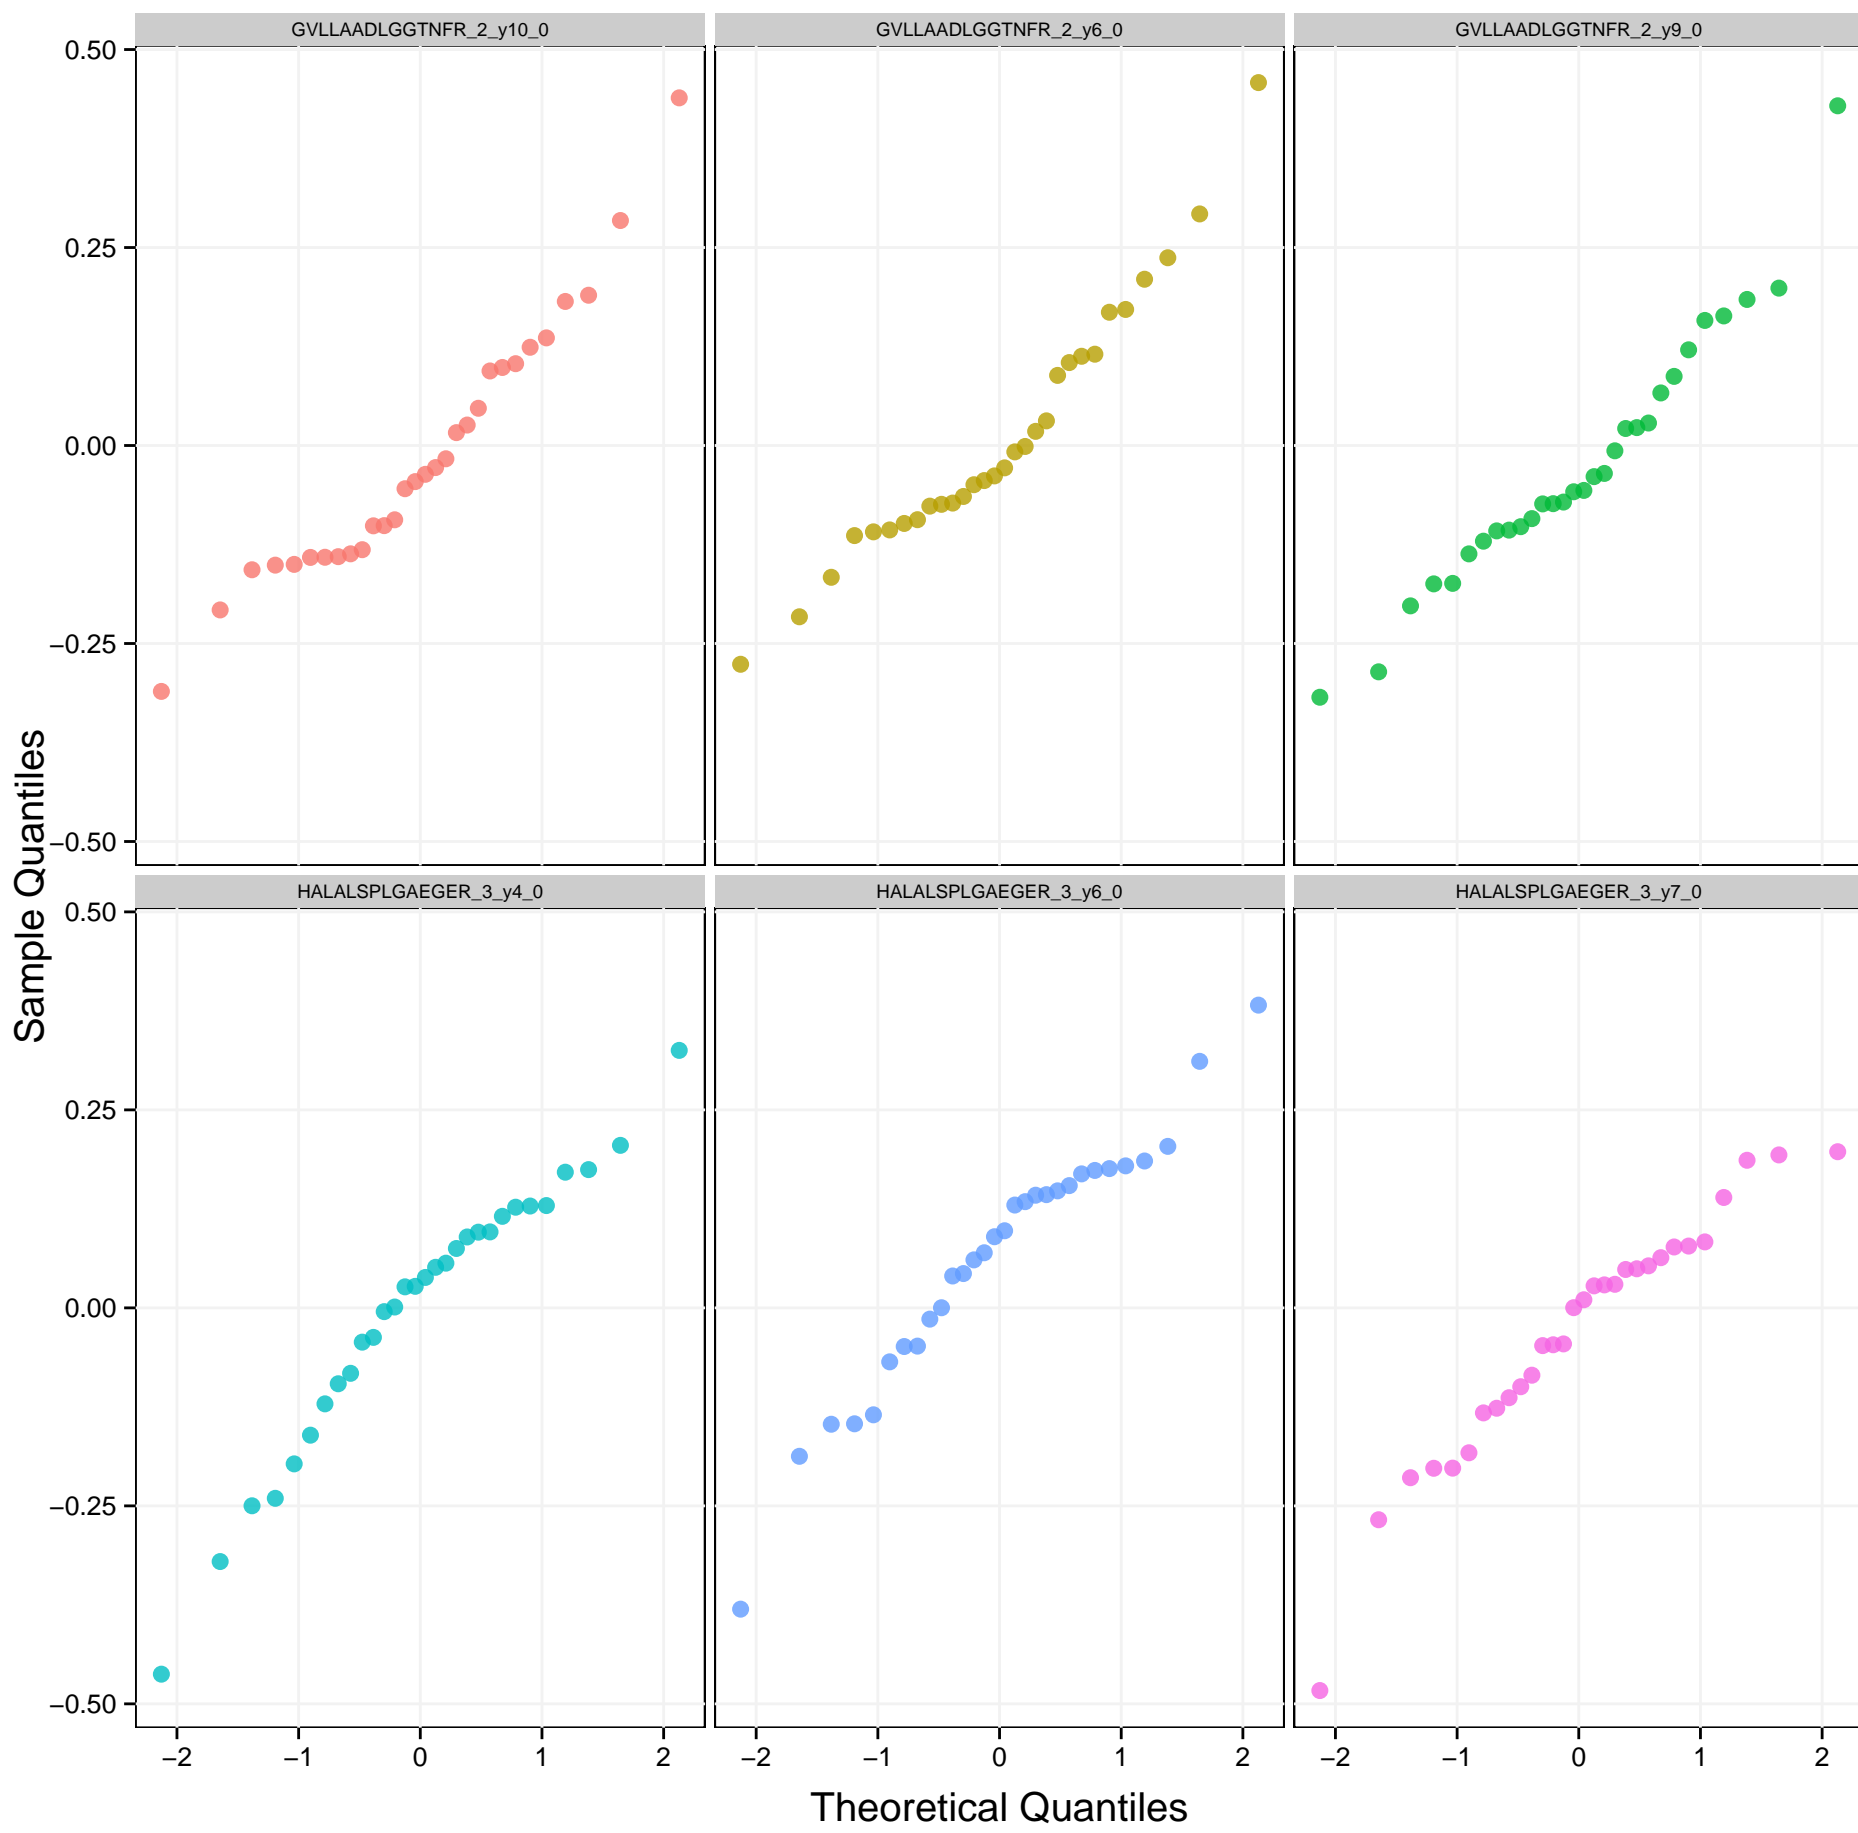 GVLLAADLGGTNFR_2_y10_0
GVLLAADLGGTNFR_2_y6_0
GVLLAADLGGTNFR_2_y9_0
0.50
0.25
0.00
−0.25
−0.50
HALALSPLGAEGER_3_y4_0
HALALSPLGAEGER_3_y6_0
HALALSPLGAEGER_3_y7_0
0.50
0.25
0.00
−0.25
−0.50
Sample Quantiles
−2 −1 0 1 2
−2 −1 0 1 2
−2 −1 0 1 2
Theoretical Quantiles